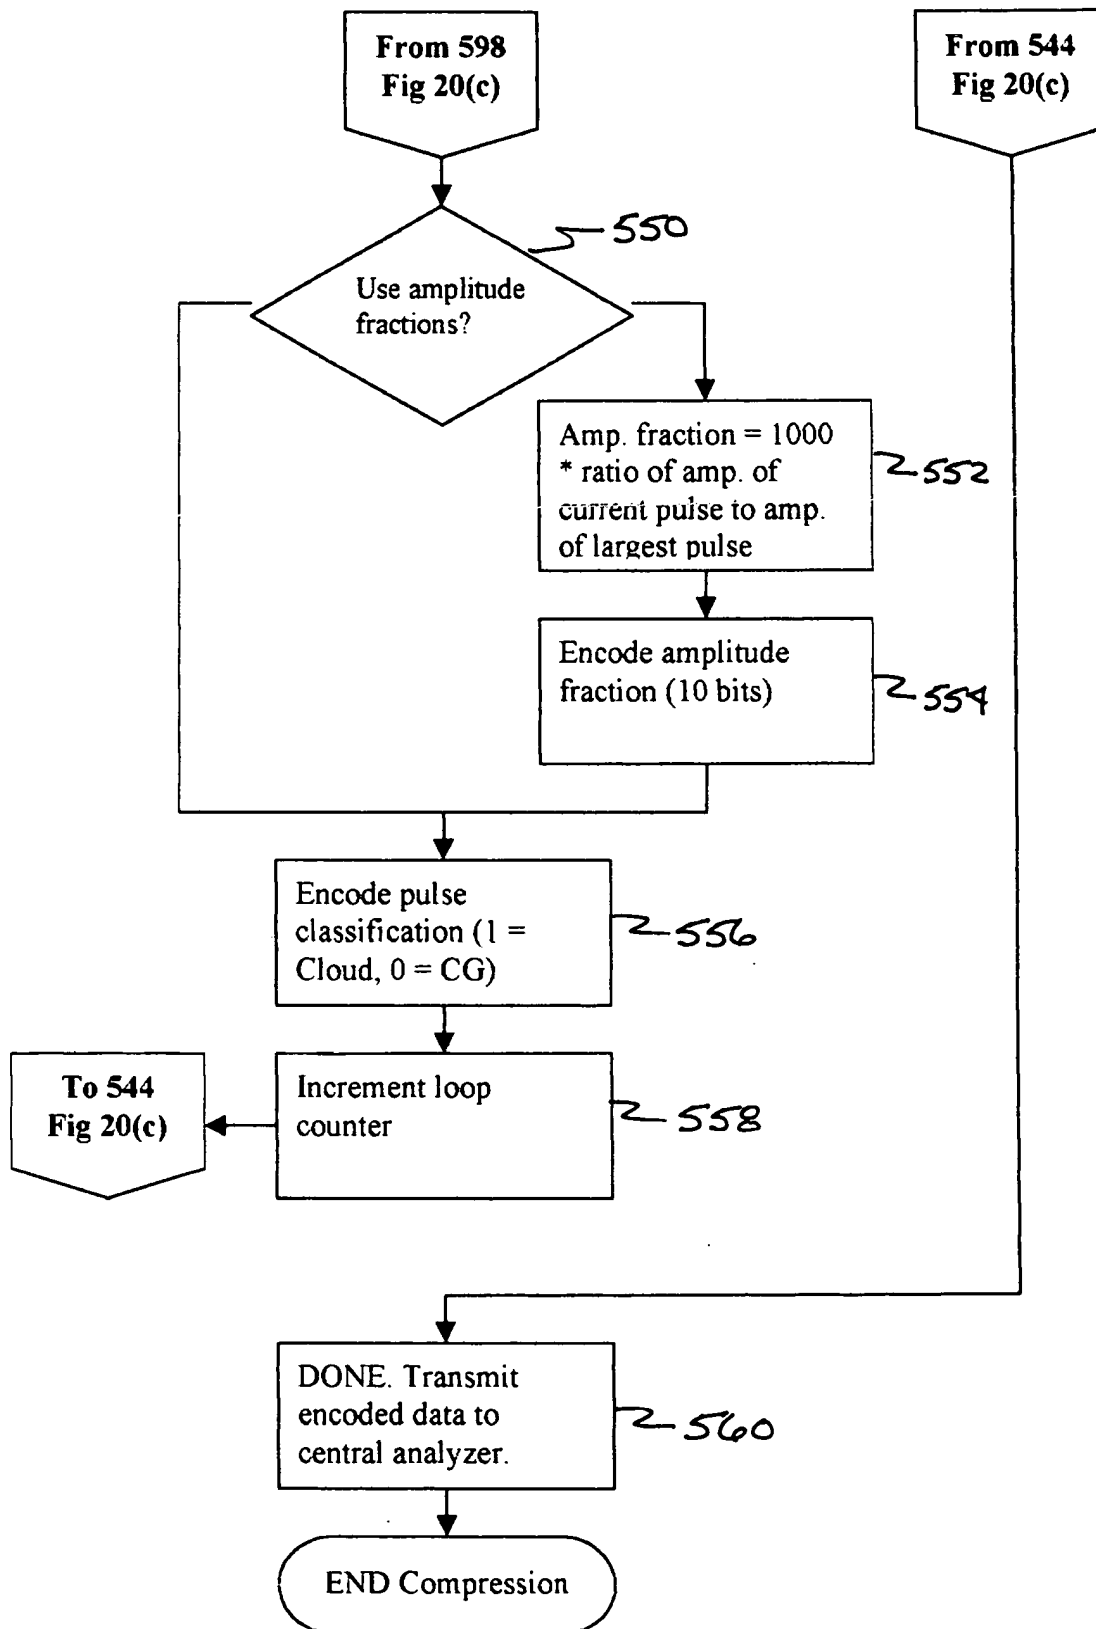 From 598
Fig 20(c)
From 544
Fig 20(c)
550
Use amplitude
fractions?
Amp. fraction = 1000
* ratio of amp. of
current pulse to amp.
of largest pulse
552
Encode amplitude
fraction (10 bits)
554
Encode pulse
classification (1 =
Cloud, 0 = CG)
556
To 544
Fig 20(c)
Increment loop
counter
558
DONE. Transmit
encoded data to
central analyzer.
560
END Compression